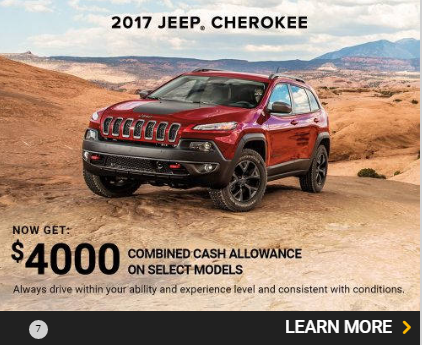 2017 JEEP® CHEROKEE
NOW GET:
$4000
COMBINED CASH ALLOWANCE
ON SELECT MODELS
Always drive within your ability and experience level and consistent with conditions.
7
LEARN MORE >